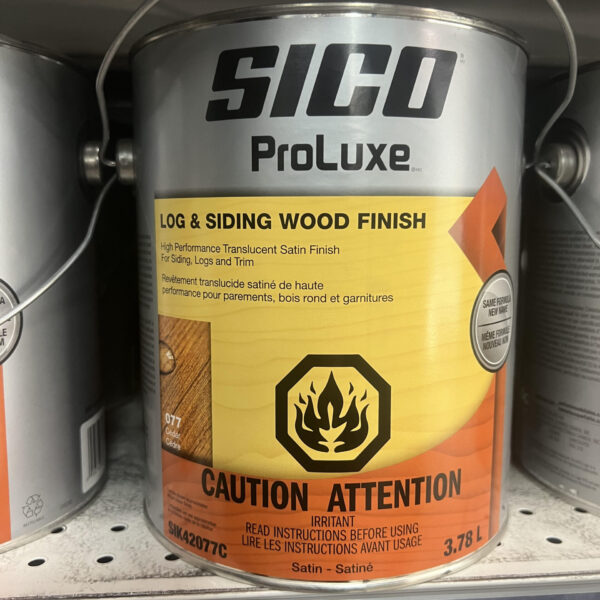 SICO
ProLuxe
LOG & SIDING WOOD FINISH
High Performance Translucent Satin Finish
For Siding, Logs and Trim
Revêtement translucide satiné de haute
performance pour parements, bois rond et garnitures
SAME FORMULA
NEW NAME
MÊME FORMULE
NOUVEAU NOM
077
Cedar
Cèdre
CAUTION ATTENTION
IRRITANT
READ INSTRUCTIONS BEFORE USING
LIRE LES INSTRUCTIONS AVANT USAGE
SIK42077C
3.78 L
Satin - Satiné